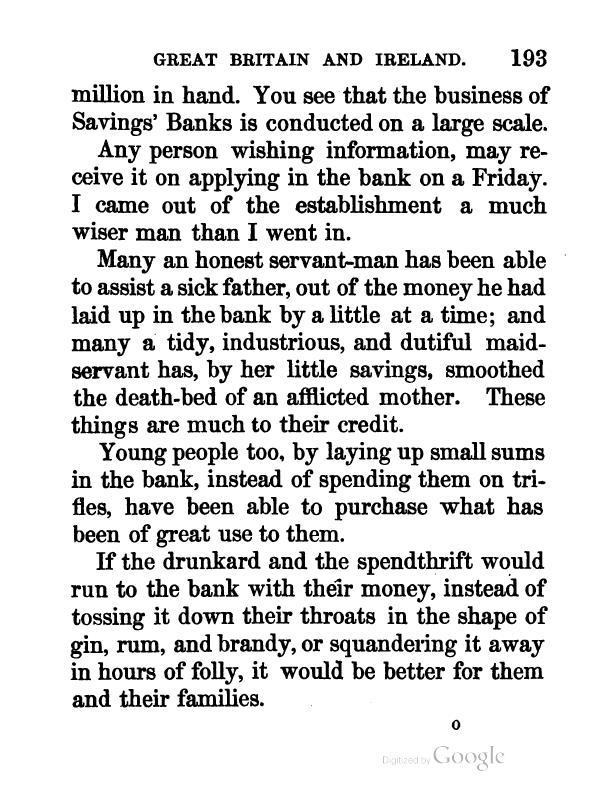 GREAT BRITAIN AND IRELAND. 193
million in hand. You see that the business of
Savings' Banks is conducted on a large scale.
Any person wishing information, may re-
ceive it on applying in the bank on a Friday.
I came out of the establishment a much
wiser man than I went in.
Many an honest servant-man has been able
to assist a sick father, out of the money he had
laid up in the bank by a little at a time; and
many a tidy, industrious, and dutiful maid-
servant has, by her little savings, smoothed
the death-bed of an afflicted mother. These
things are much to their credit.
Young people too, by laying up small sums
in the bank, instead of spending them on tri-
fles, have been able to purchase what has
been of great use to them.
If the drunkard and the spendthrift would
run to the bank with their money, instead of
tossing it down their throats in the shape of
gin, rum, and brandy, or squandering it away
in hours of folly, it would be better for them
and their families.
O
Digitized by Google